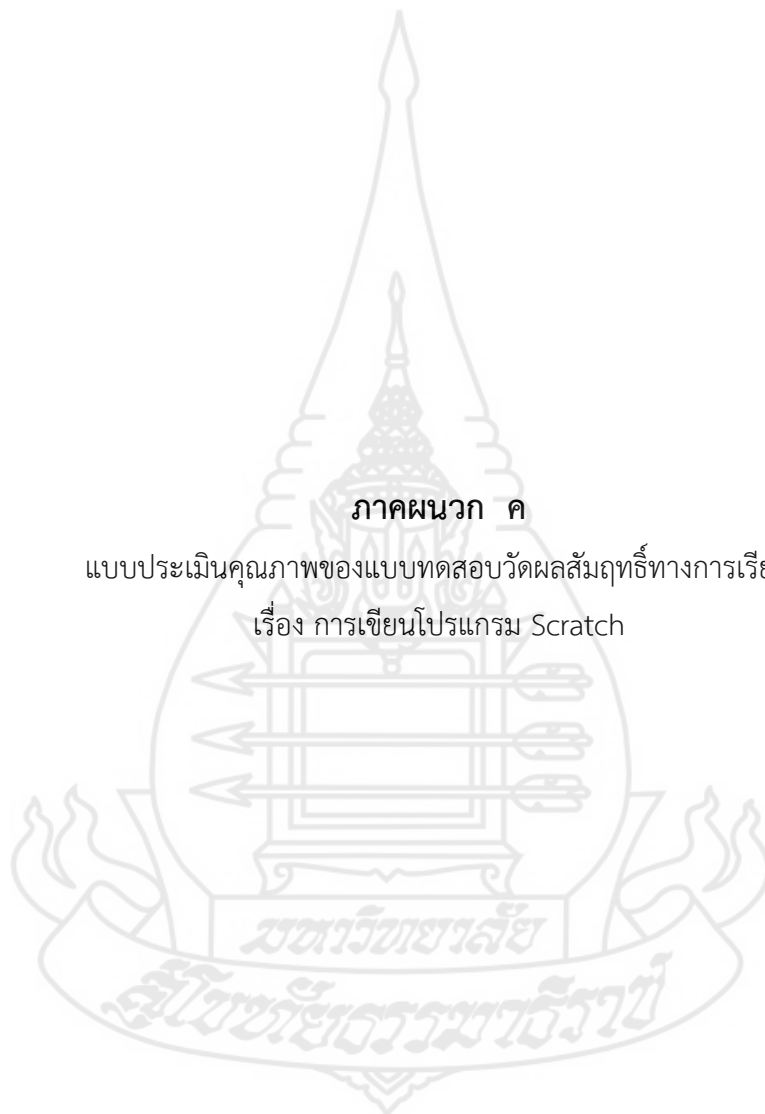 ภาคผนวก ค
แบบประเมินคุณภาพของแบบทดสอบวัดผลสัมฤทธิ์ทางการเรีย
เรื่อง การเขียนโปรแกรม Scratch
มหาวิทยาลัย
สุโขทัยธรรมาธิราช